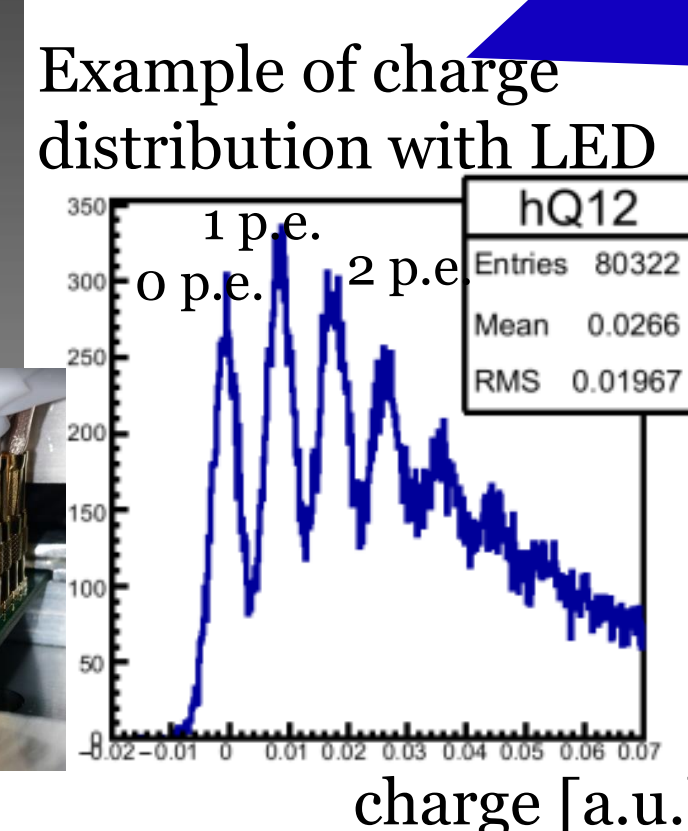 Example of charge
distribution with LED
hQ12
Entries 80322
Mean 0.0266
RMS 0.01967
1 p.e.
0 p.e.
2 p.e.
350
300
250
200
150
100
50
0
−0.02 −0.01 0 0.01 0.02 0.03 0.04 0.05 0.06 0.07
charge [a.u.